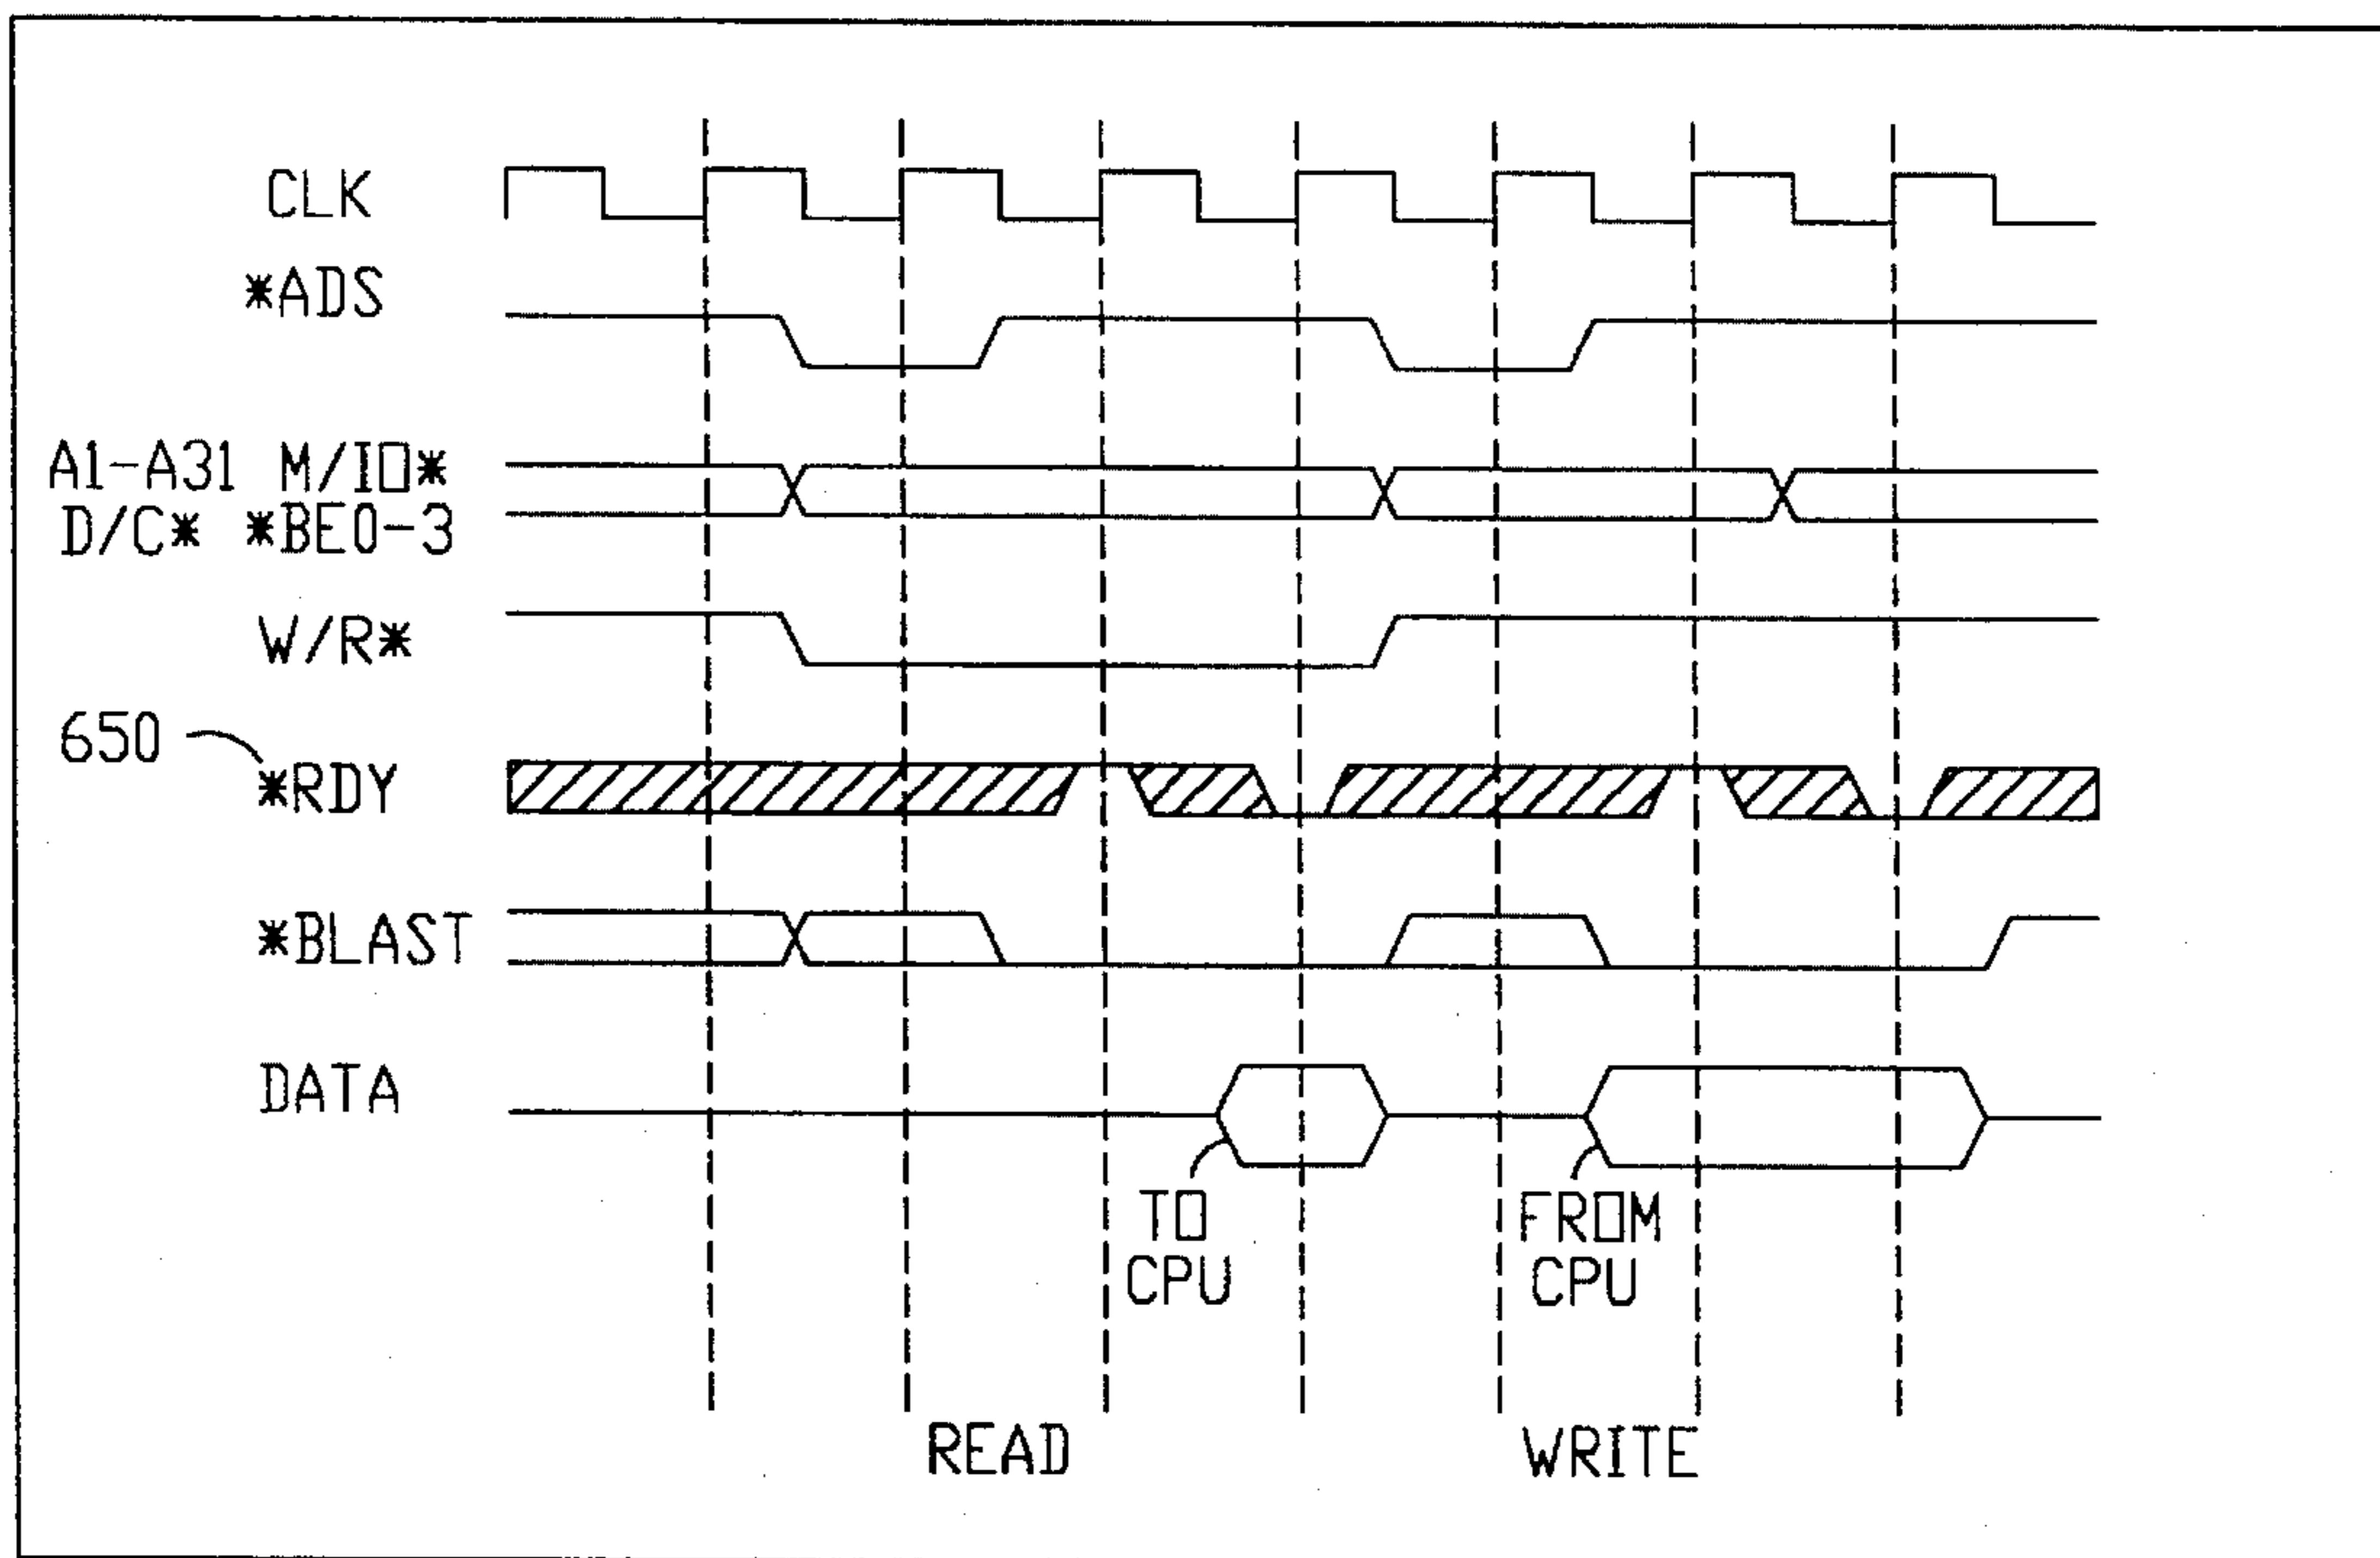 CLK
*ADS
A1-A31 M/IO*
D/C* *BE0-3
W/R*
650
*RDY
*BLAST
DATA
TO
CPU
FROM
CPU
READ
WRITE